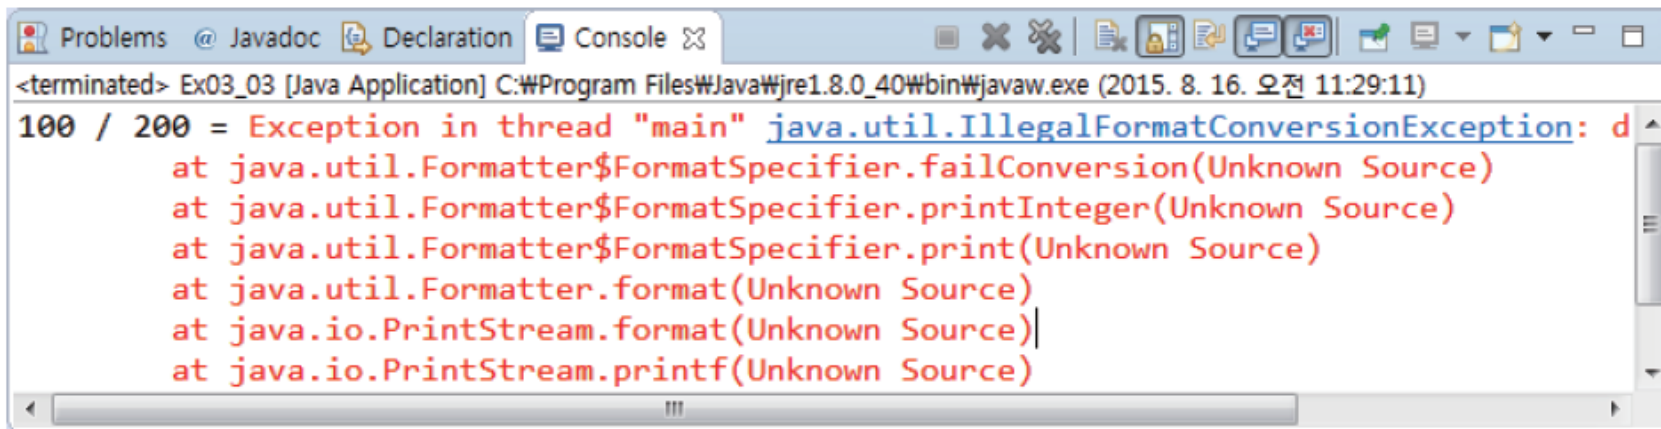 Problems @ Javadoc Declaration Console
<terminated> Ex03_03 [Java Application] C:₩Program Files₩Java₩jre1.8.0_40₩bin₩javaw.exe (2015. 8. 16. 오전 11:29:11)
100 / 200 = Exception in thread "main" java.util.IllegalFormatConversionException: d
at java.util.Formatter$FormatSpecifier.failConversion(Unknown Source)
at java.util.Formatter$FormatSpecifier.printInteger(Unknown Source)
at java.util.Formatter$FormatSpecifier.print(Unknown Source)
at java.util.Formatter.format(Unknown Source)
at java.io.PrintStream.format(Unknown Source)
at java.io.PrintStream.printf(Unknown Source)